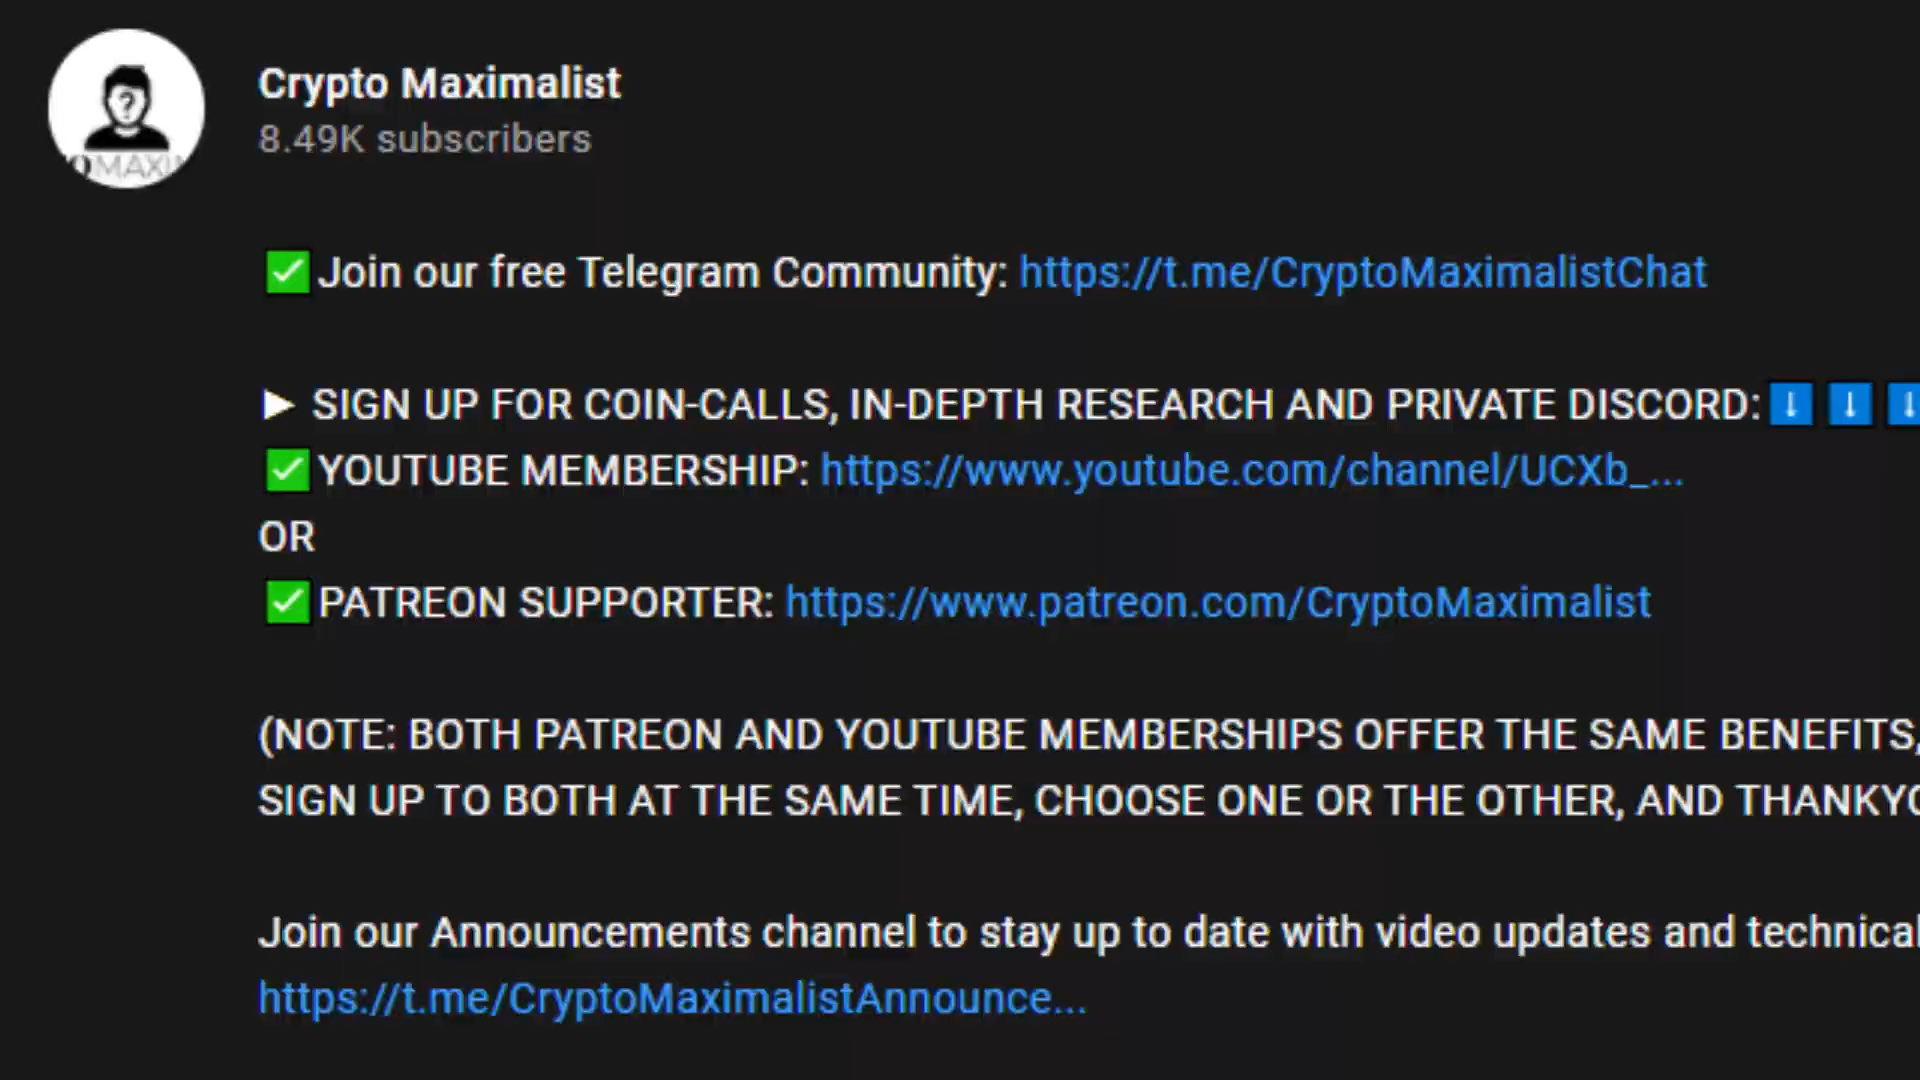 Crypto Maximalist
8.49K subscribers
?
OMAXI
✅Join our free Telegram Community: https://t.me/CryptoMaximalistChat
► SIGN UP FOR COIN-CALLS, IN-DEPTH RESEARCH AND PRIVATE DISCORD:⬇️⬇️⬇️
✅YOUTUBE MEMBERSHIP: https://www.youtube.com/channel/UCXb_...
OR
✅PATREON SUPPORTER: https://www.patreon.com/CryptoMaximalist
(NOTE: BOTH PATREON AND YOUTUBE MEMBERSHIPS OFFER THE SAME BENEFITS,
SIGN UP TO BOTH AT THE SAME TIME, CHOOSE ONE OR THE OTHER, AND THANKYO
Join our Announcements channel to stay up to date with video updates and technical
https://t.me/CryptoMaximalistAnnounce...